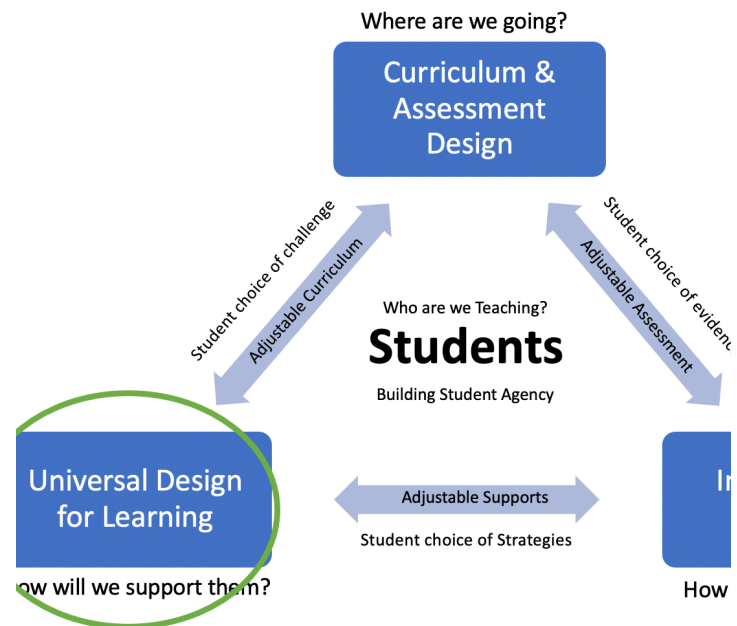 Where are we going?
Curriculum &
Assessment
Design
Student choice of challenge
Adjustable Curriculum
Student choice of evidenc
Adjustable Assessment
Who are we Teaching?
Students
Building Student Agency
Universal Design
for Learning
Adjustable Supports
Student choice of Strategies
ow will we support them?
How